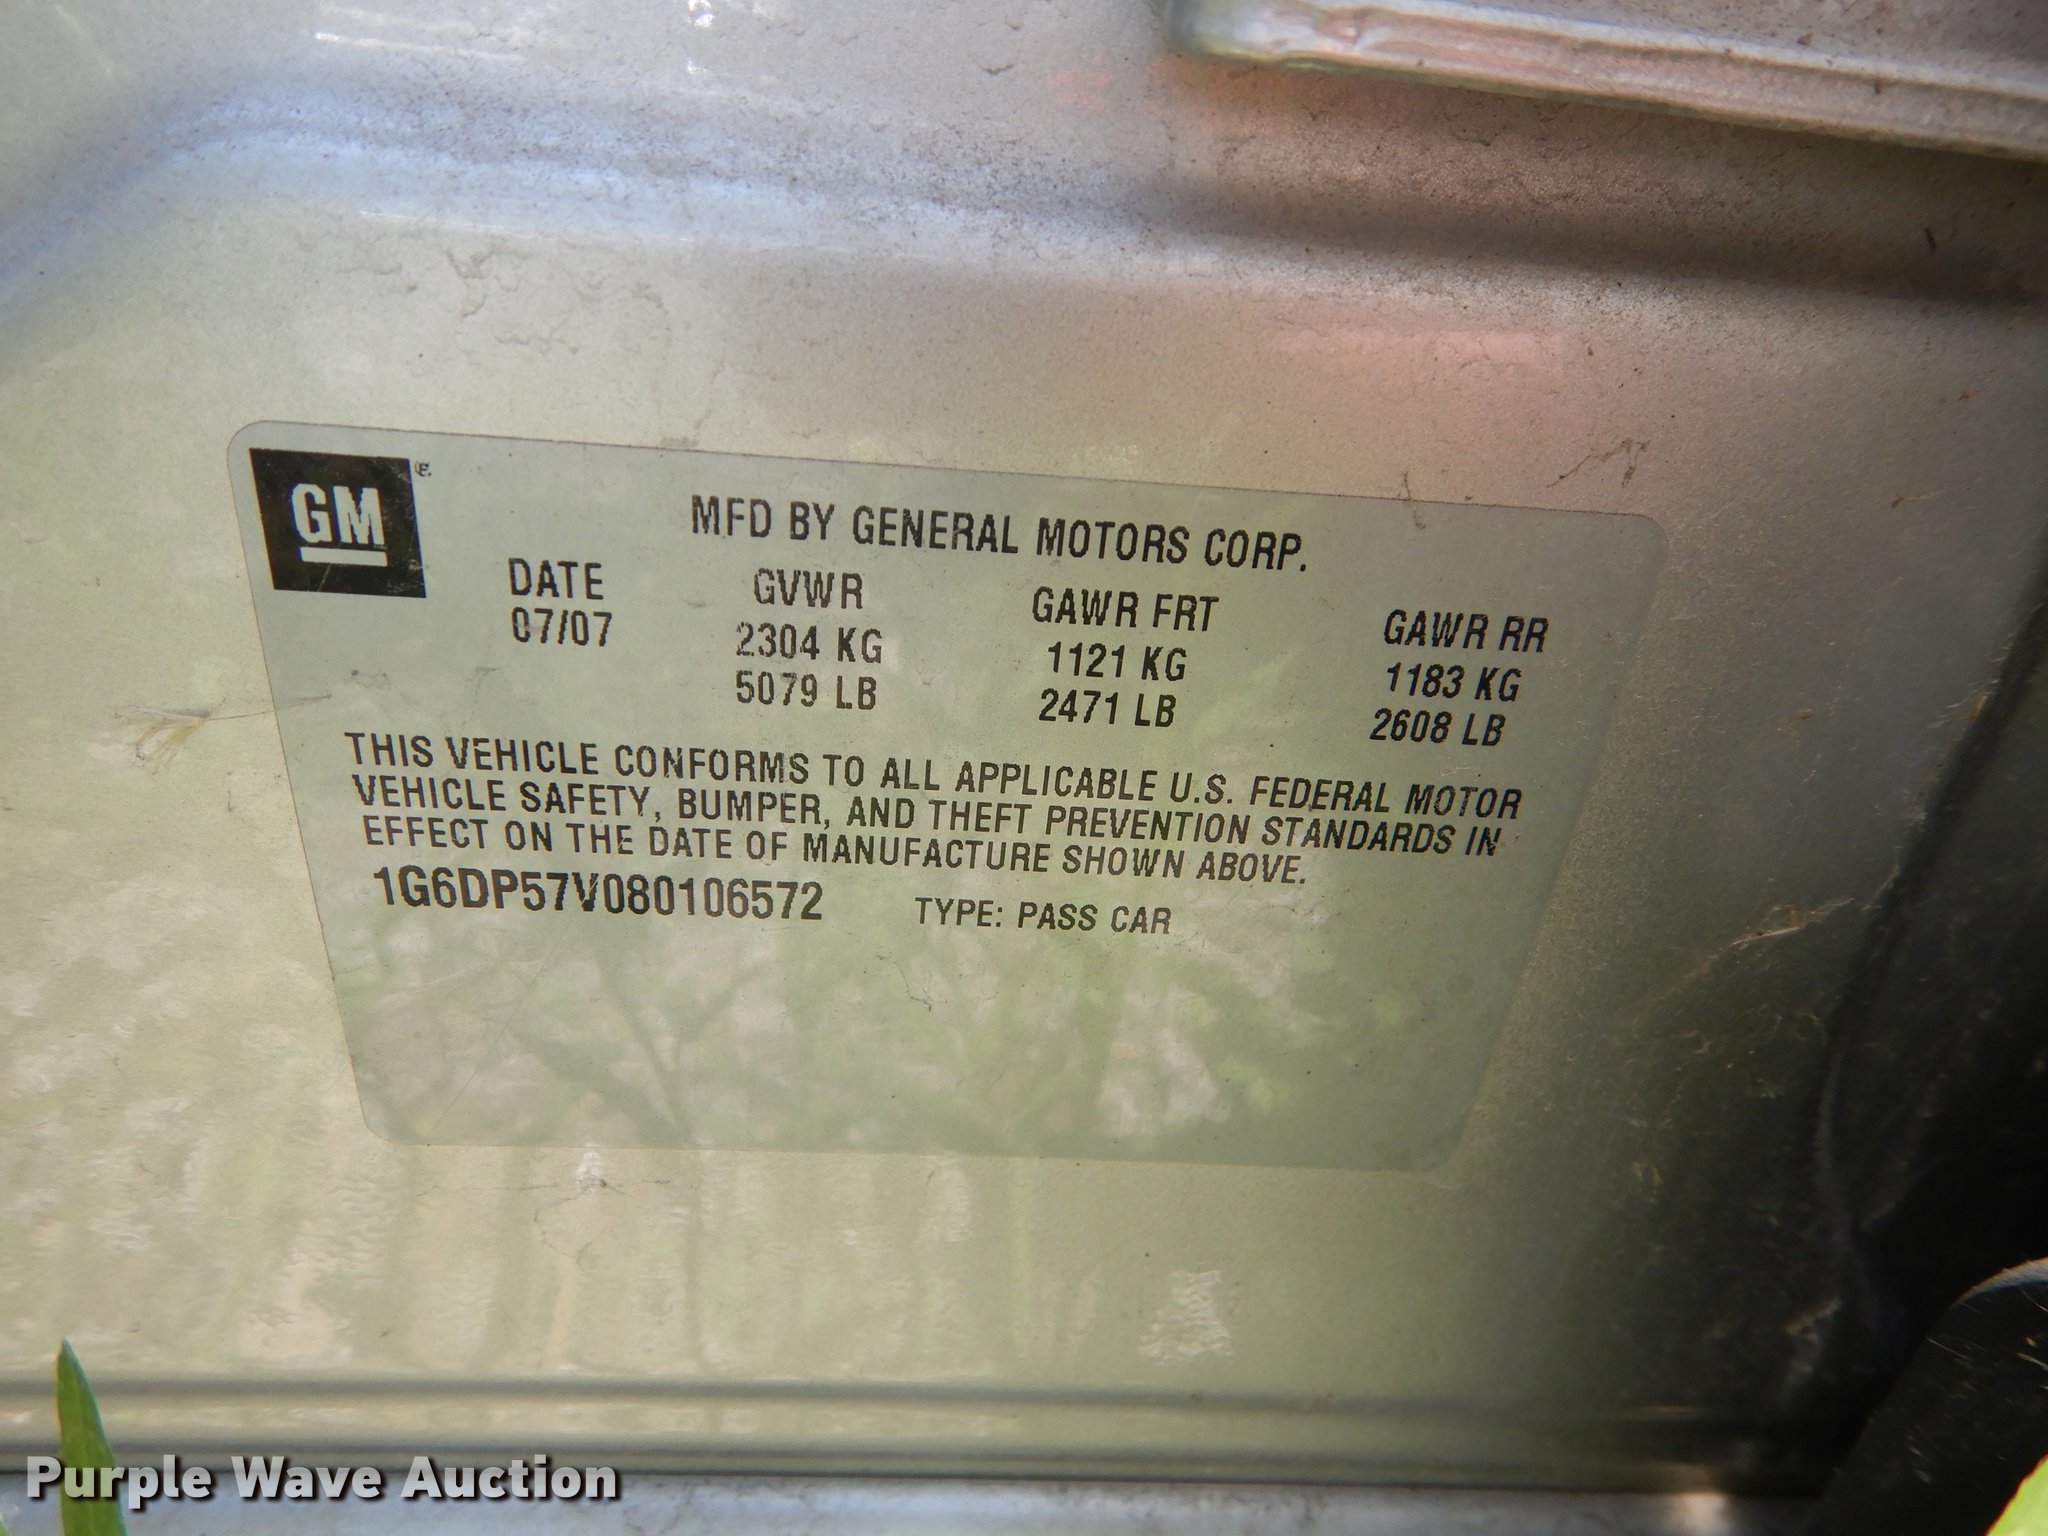 GM
MFD BY GENERAL MOTORS CORP.
DATE GVWR GAWR FRT GAWR RR
07/07 2304 KG 1121 KG 1183 KG
5079 LB 2471 LB 2608 LB
THIS VEHICLE CONFORMS TO ALL APPLICABLE U.S. FEDERAL MOTOR
VEHICLE SAFETY, BUMPER, AND THEFT PREVENTION STANDARDS IN
EFFECT ON THE DATE OF MANUFACTURE SHOWN ABOVE.
1G6DP57V080106572 TYPE: PASS CAR
Purple Wave Auction